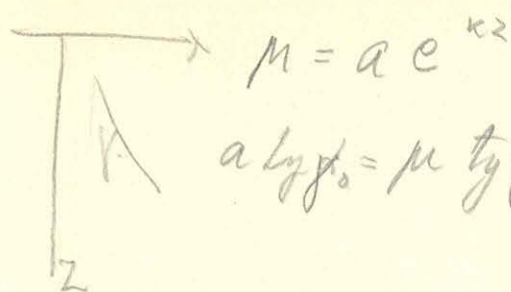 μ = a e^{κz}
a tg γ₀ = μ tg
γ.
z